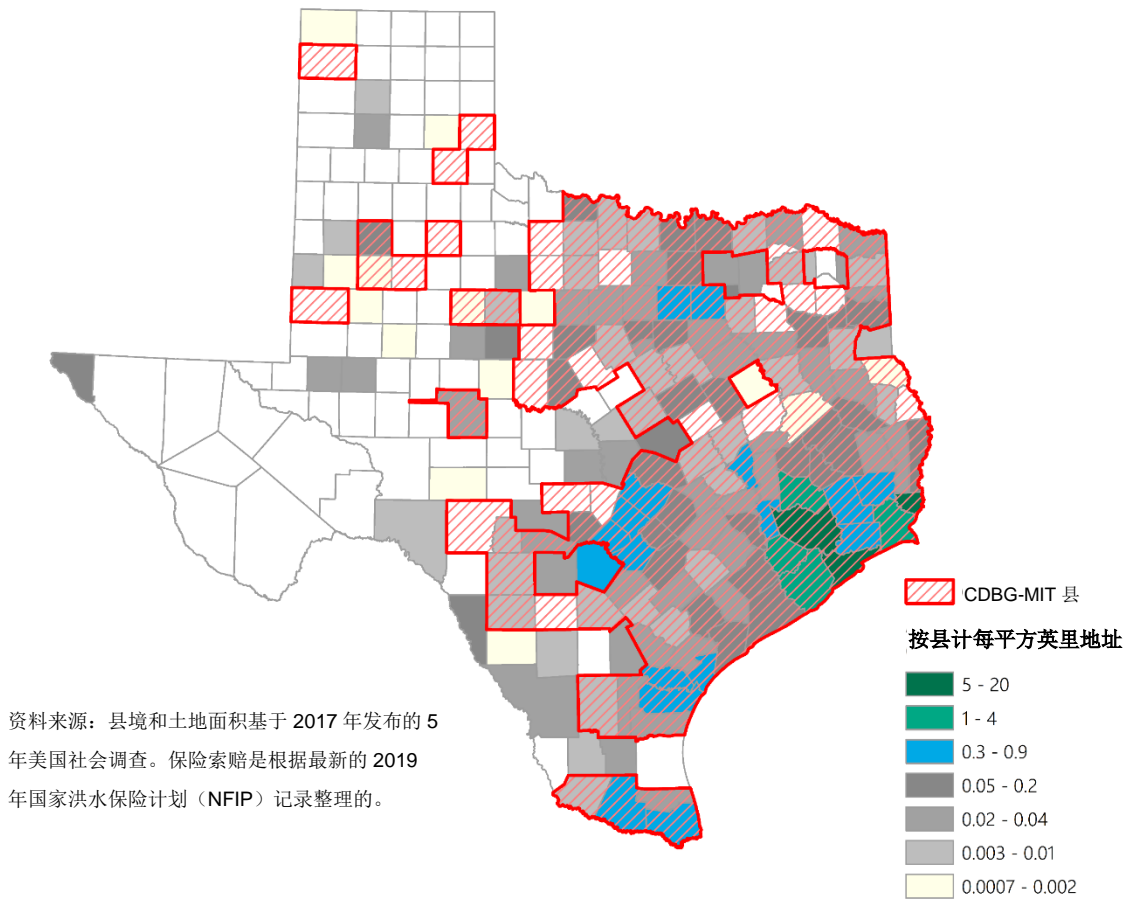 CDBG-MIT 县
按县计每平方英里地址
5 - 20
1 - 4
0.3 - 0.9
0.05 - 0.2
0.02 - 0.04
0.003 - 0.01
0.0007 - 0.002
资料来源：县境和土地面积基于 2017 年发布的 5
年美国社会调查。保险索赔是根据最新的 2019
年国家洪水保险计划（NFIP）记录整理的。